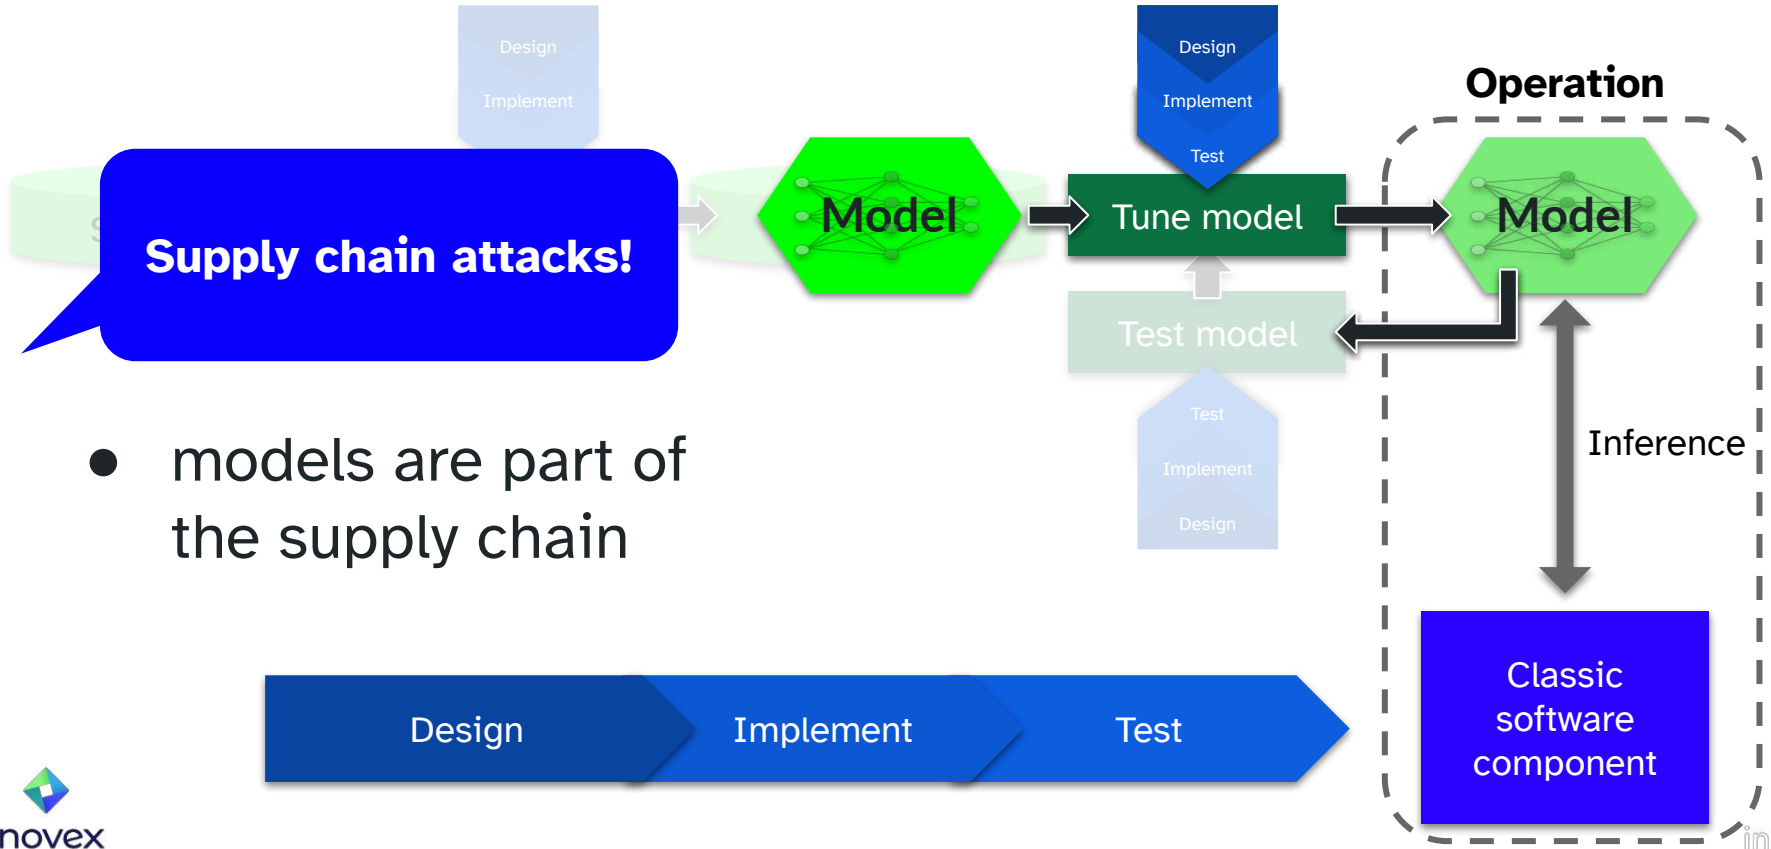 Design
Implement
Design
Implement
Test
Operation
Supply chain attacks!
Model
Tune model
Model
Test model
Test
Implement
Design
Inference
● models are part of
the supply chain
Design
Implement
Test
Classic
software
component
novex
in